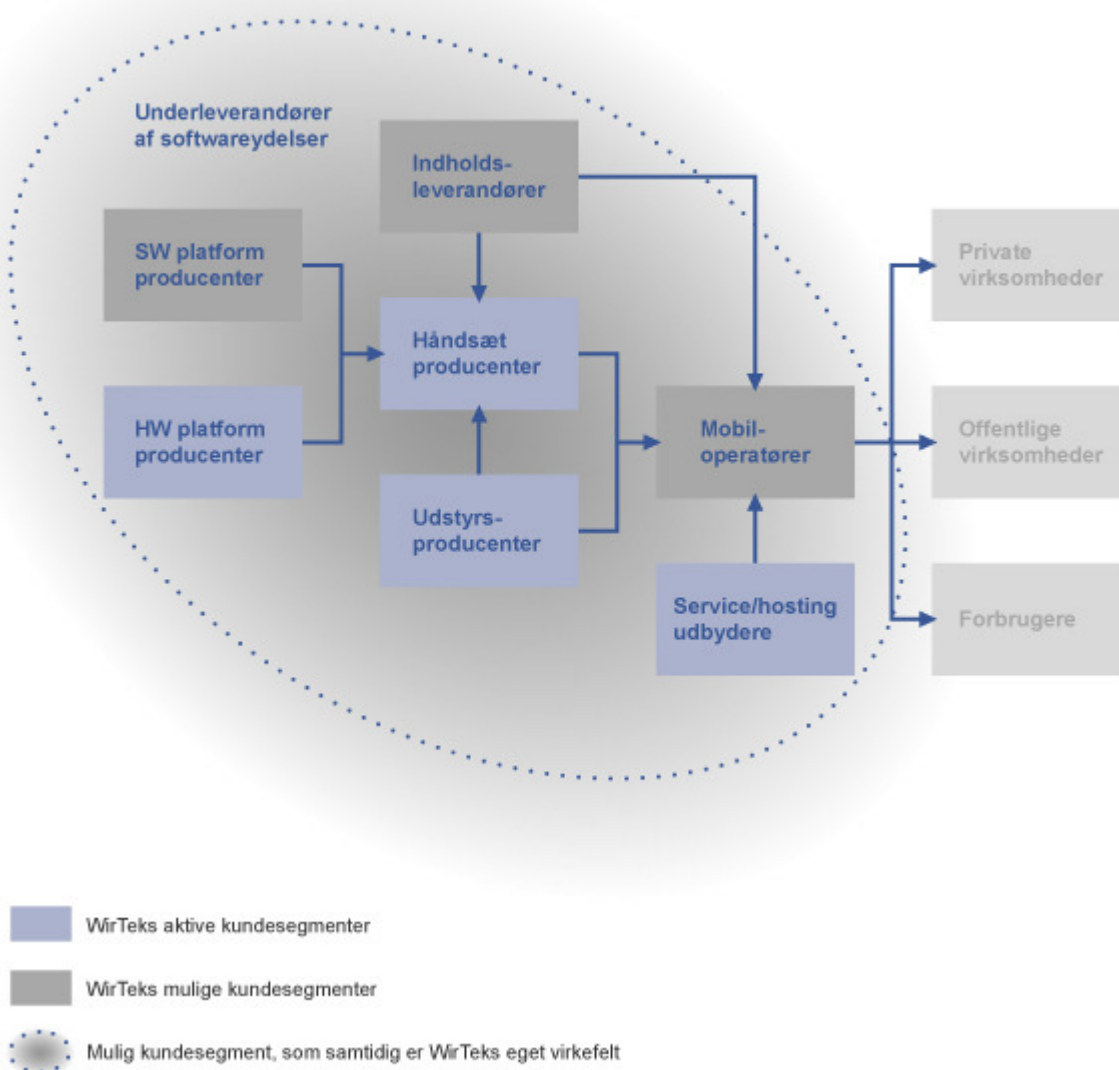 Underleverandører
af softwareydelser
Indholds-
leverandører
SW platform
producenter
Private
virksomheder
Håndsæt
producenter
HW platform
producenter
Mobil-
operatører
Offentlige
virksomheder
Udstyrs-
producenter
Service/hosting
udbydere
Forbrugere
WirTeks aktive kundesegmenter
WirTeks mulige kundesegmenter
Mulig kundesegment, som samtidig er WirTeks eget virkefelt